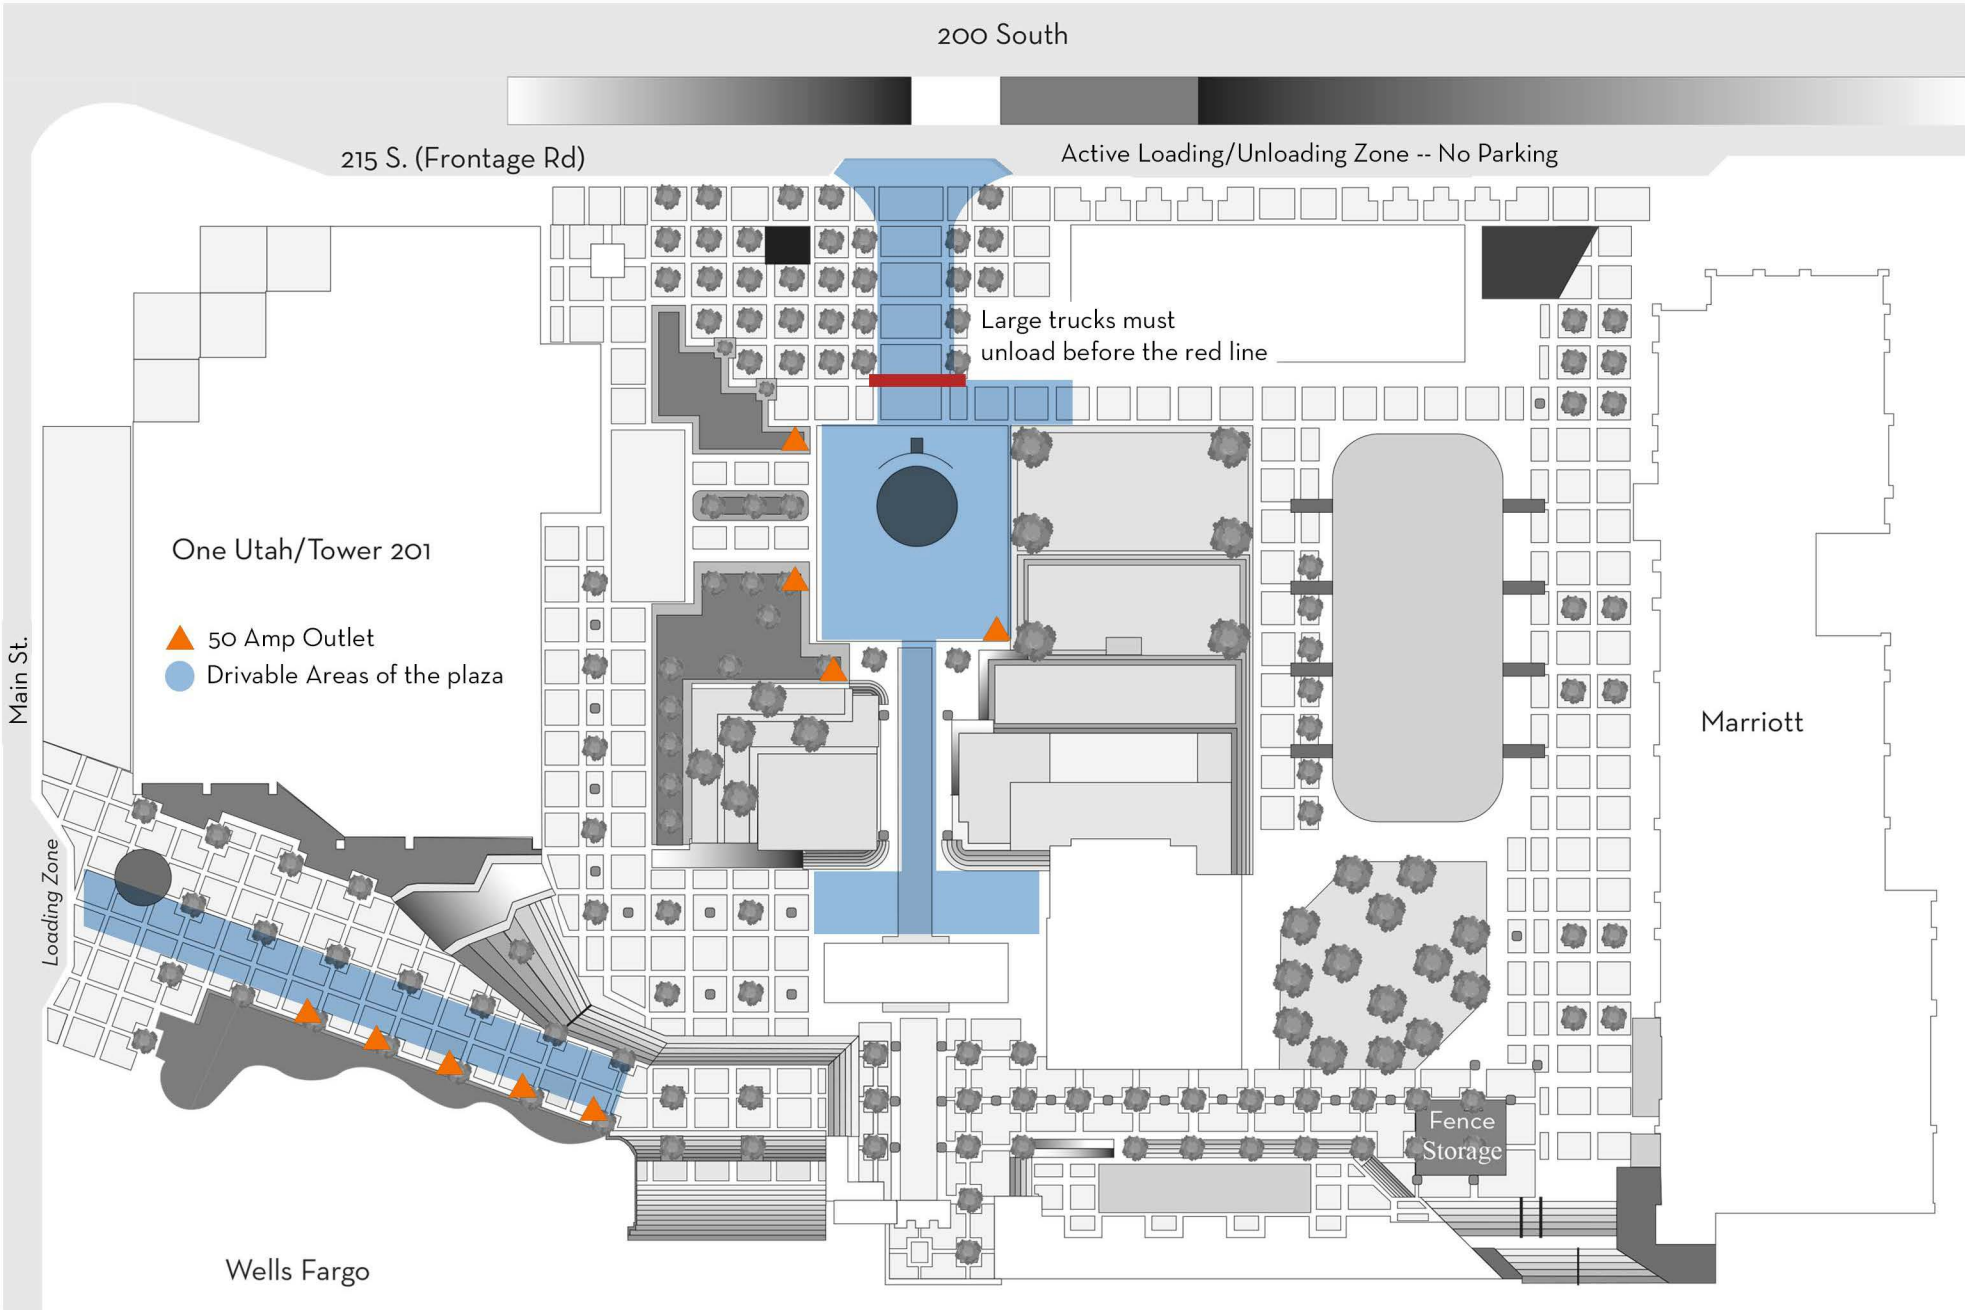 200 South
215 S. (Frontage Rd)
Active Loading/Unloading Zone -- No Parking
Large trucks must
unload before the red line
One Utah/Tower 201
50 Amp Outlet
Drivable Areas of the plaza
Main St.
Marriott
Loading Zone
Fence
Storage
Wells Fargo